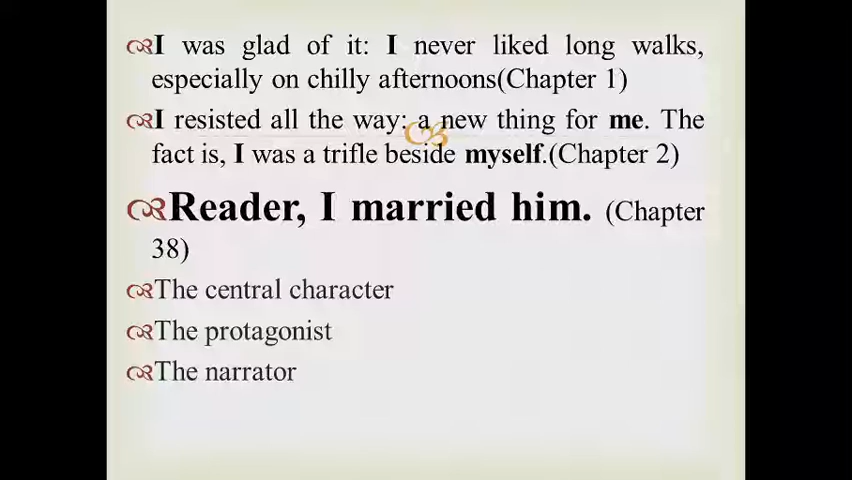 I was glad of it: I never liked long walks,
especially on chilly afternoons(Chapter 1)
I resisted all the way: a new thing for me. The
fact is, I was a trifle beside myself.(Chapter 2)
Reader, I married him. (Chapter
38)
The central character
The protagonist
The narrator